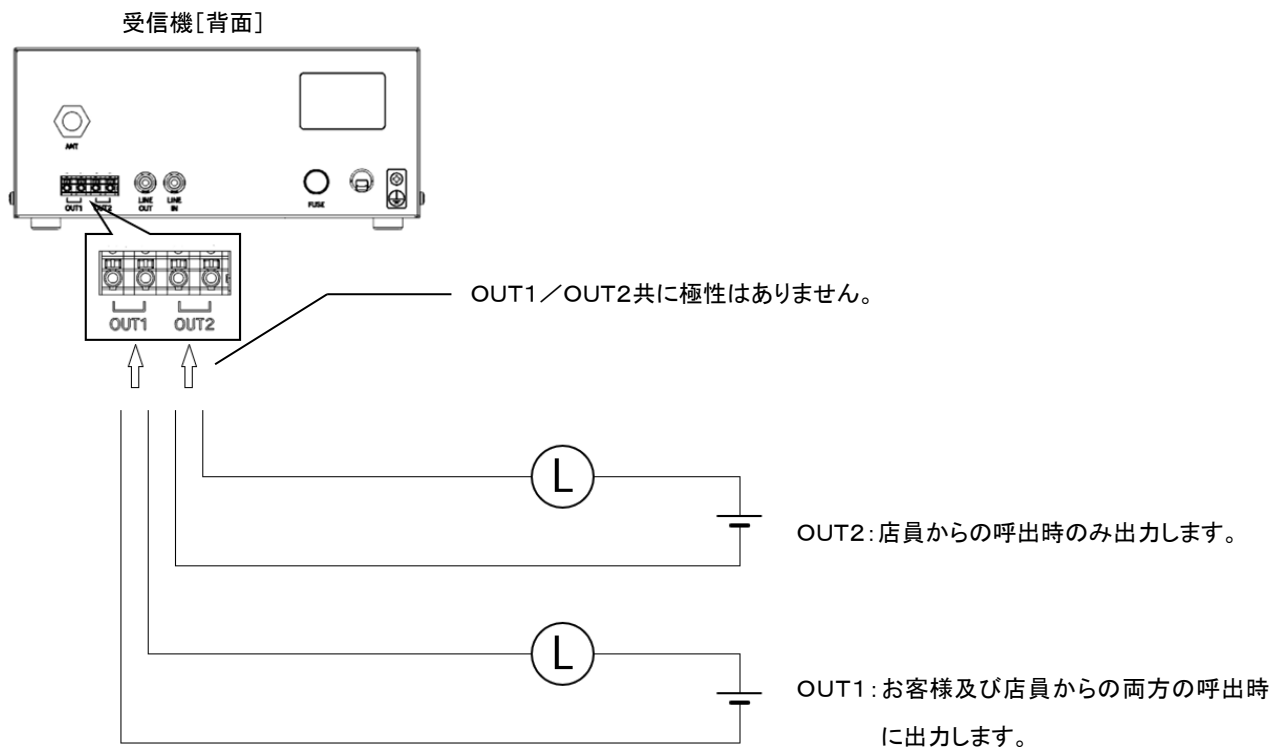 受信機[背面]
ANT
OUT1 OUT2 LINE OUT LINE IN FUSE
OUT1 OUT2
OUT1／OUT2共に極性はありません。
L
OUT2：店員からの呼出時のみ出力します。
L
OUT1：お客様及び店員からの両方の呼出時
に出力します。